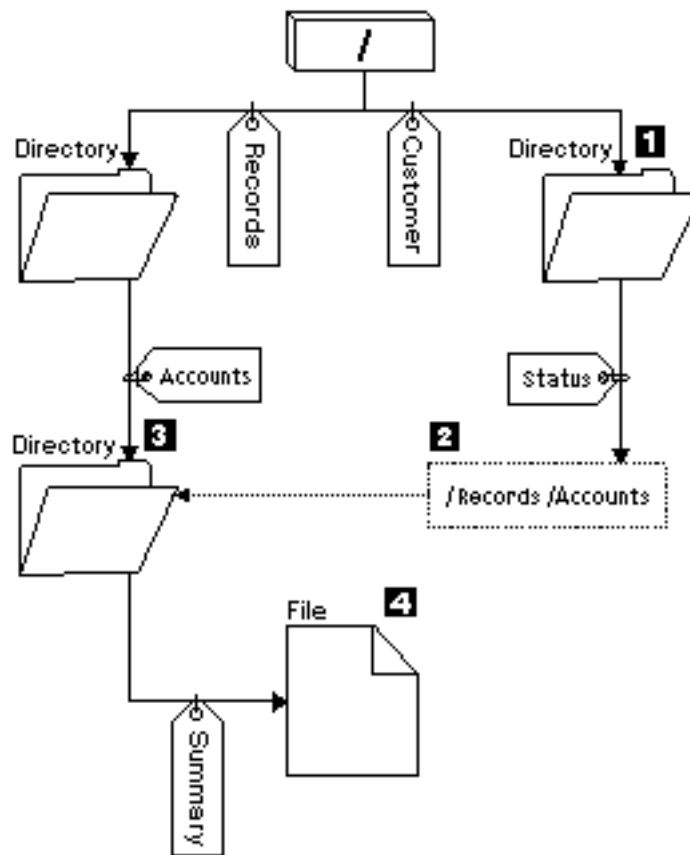 /
Directory
Records
Customer
Directory
1
Accounts
Status
Directory
3
2
/Records /Accounts
File
4
Summary